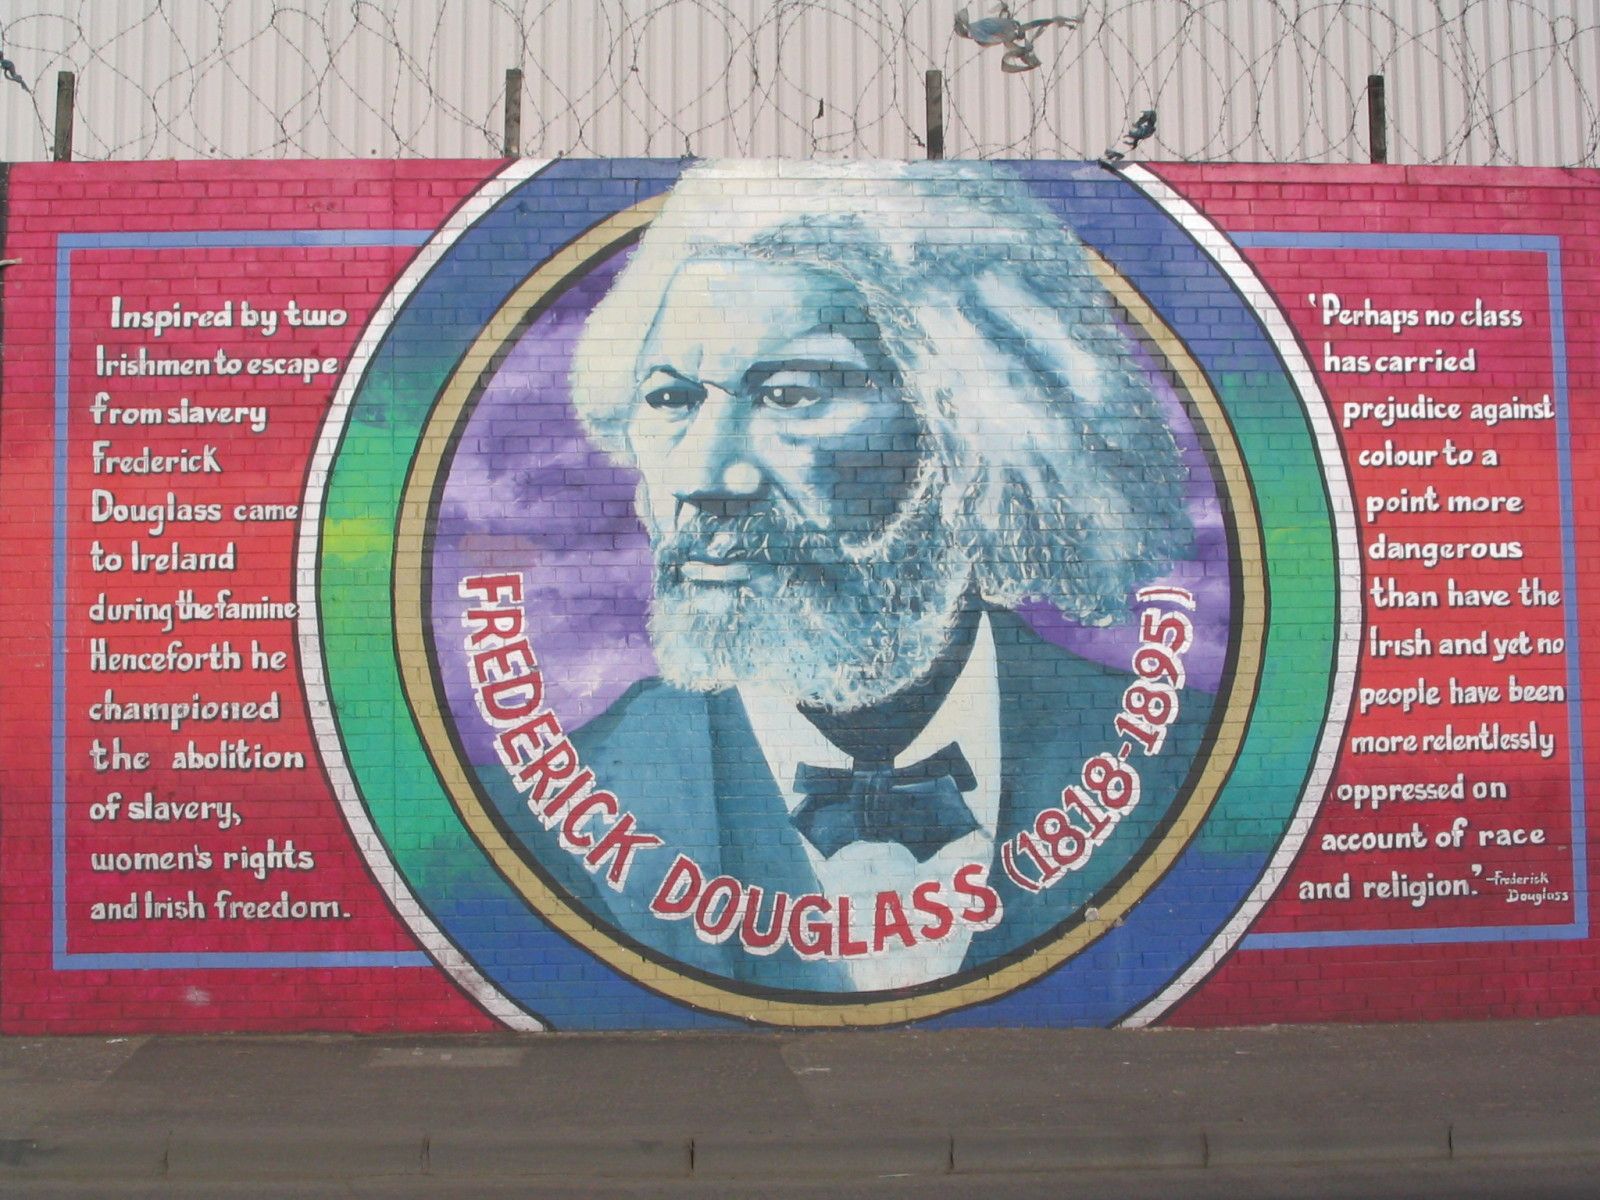 Inspired by two
Irishmen to escape
from slavery
Frederick
Douglass came
to Ireland
during the famine
Henceforth he
championed
the abolition
of slavery,
women's rights
and Irish freedom.
FREDERICK DOUGLASS (1818-1895)
'Perhaps no class
has carried
prejudice against
colour to a
point more
dangerous
than have the
Irish and yet no
people have been
more relentlessly
oppressed on
account of race
and religion.' -Frederick
Douglass